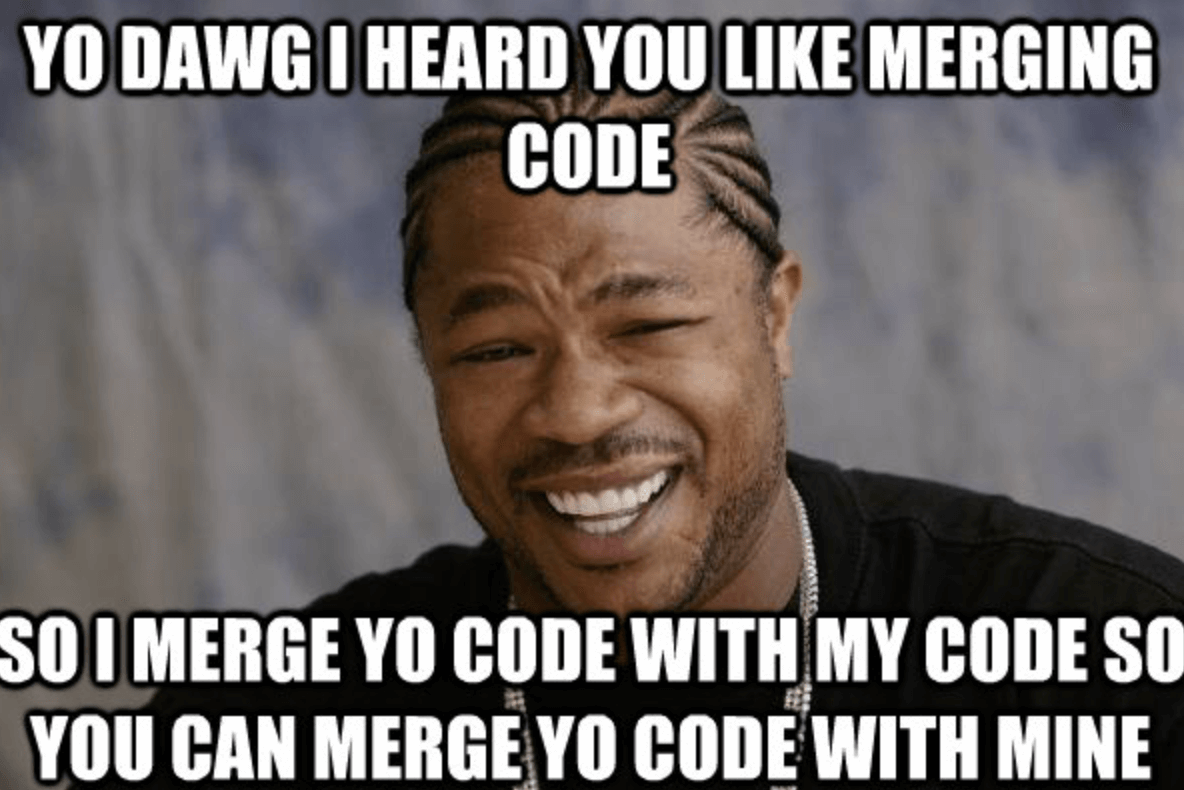 YO DAWG I HEARD YOU LIKE MERGING
CODE
SO I MERGE YO CODE WITH MY CODE SO
YOU CAN MERGE YO CODE WITH MINE